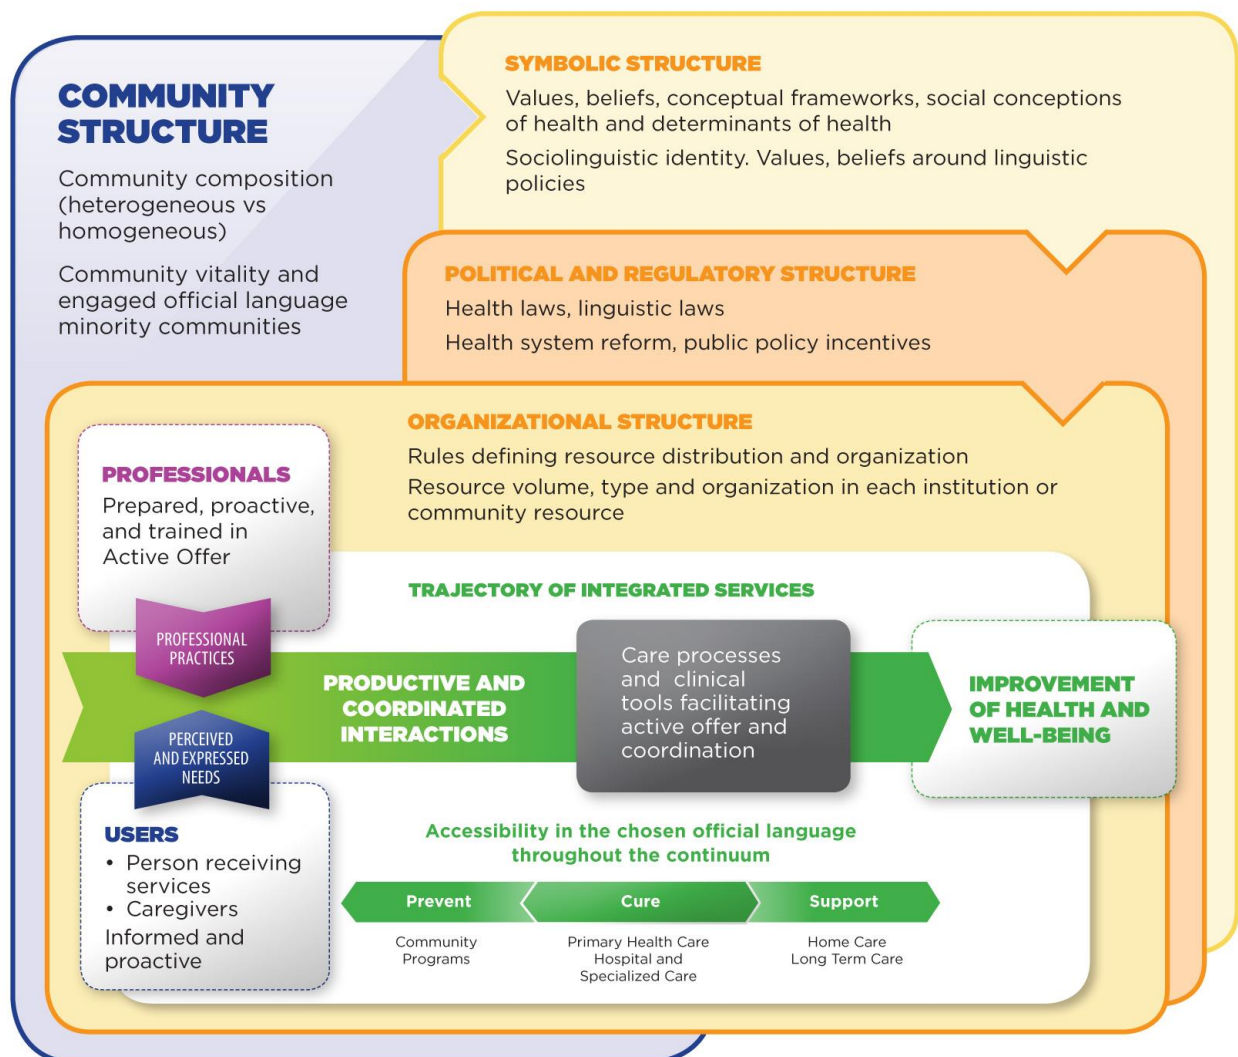 COMMUNITY
STRUCTURE
Community composition
(heterogeneous vs
homogeneous)
Community vitality and
engaged official language
minority communities
SYMBOLIC STRUCTURE
Values, beliefs, conceptual frameworks, social conceptions
of health and determinants of health
Sociolinguistic identity. Values, beliefs around linguistic
policies
POLITICAL AND REGULATORY STRUCTURE
Health laws, linguistic laws
Health system reform, public policy incentives
ORGANIZATIONAL STRUCTURE
Rules defining resource distribution and organization
Resource volume, type and organization in each institution or
community resource
PROFESSIONALS
Prepared, proactive,
and trained in
Active Offer
PROFESSIONAL
PRACTICES
PERCEIVED
AND EXPRESSED
NEEDS
USERS
• Person receiving
services
• Caregivers
Informed and
proactive
TRAJECTORY OF INTEGRATED SERVICES
PRODUCTIVE AND
COORDINATED
INTERACTIONS
Care processes
and clinical
tools facilitating
active offer and
coordination
IMPROVEMENT
OF HEALTH AND
WELL-BEING
Accessibility in the chosen official language
throughout the continuum
Prevent
Cure
Support
Community
Programs
Primary Health Care
Hospital and
Specialized Care
Home Care
Long Term Care